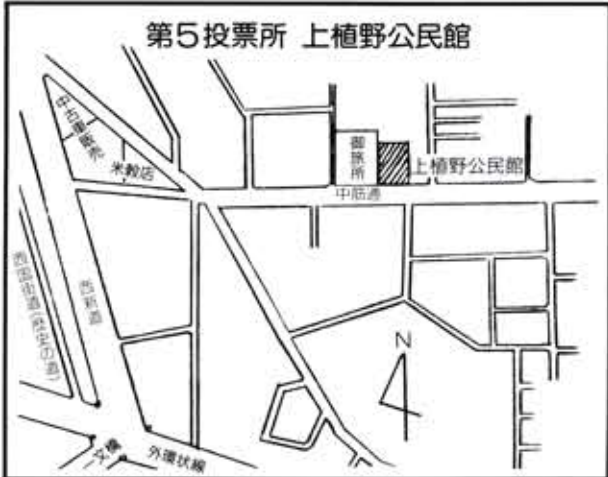 第5投票所 上植野公民館
中古車販売
米穀店
御旅所
上植野公民館
中筋通
西国街道(歴史の道)
西新道
N
文橋
外環状線